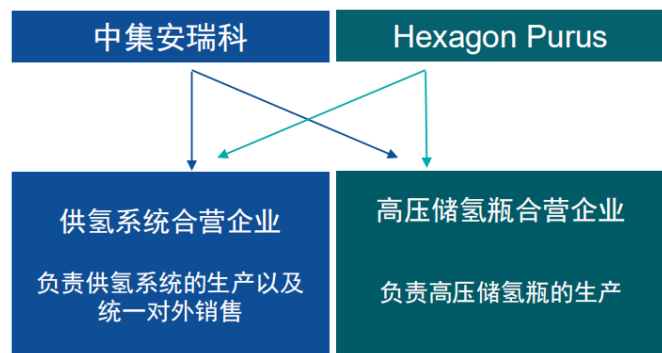 中集安瑞科
Hexagon Purus
供氢系统合营企业
负责供氢系统的生产以及
统一对外销售
高压储氢瓶合营企业
负责高压储氢瓶的生产